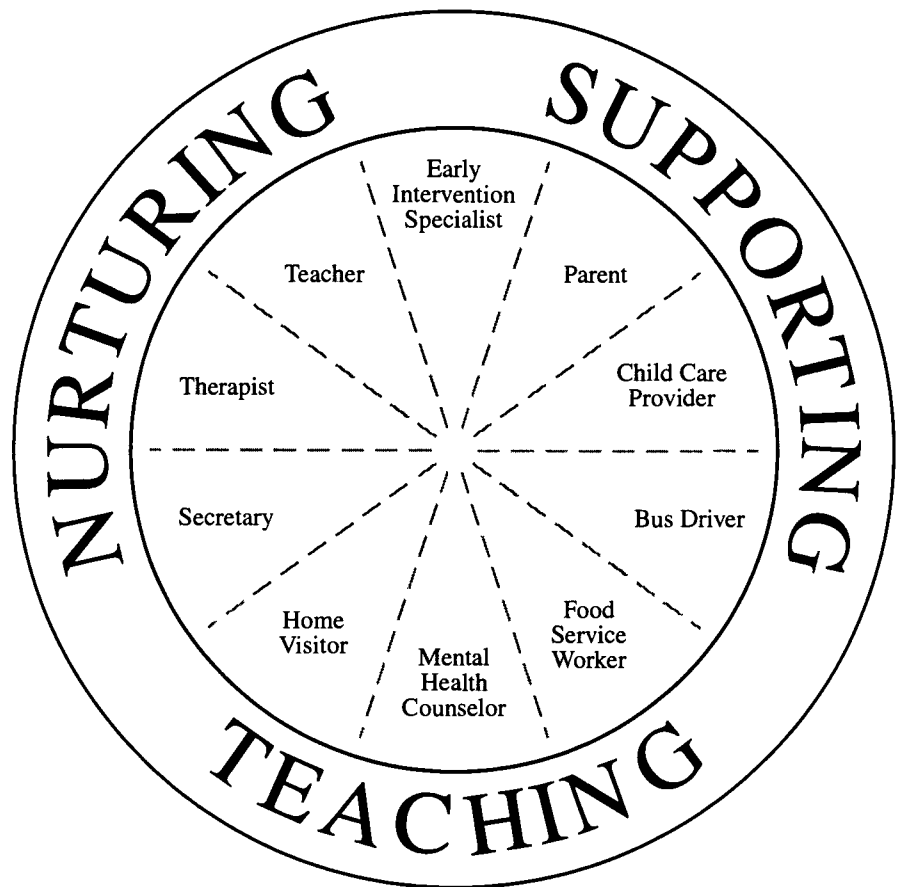 NURTURING
SUPPORTING
TEACHING
Early
Intervention
Specialist
Parent
Child Care
Provider
Bus Driver
Food
Service
Worker
Mental
Health
Counselor
Home
Visitor
Secretary
Therapist
Teacher